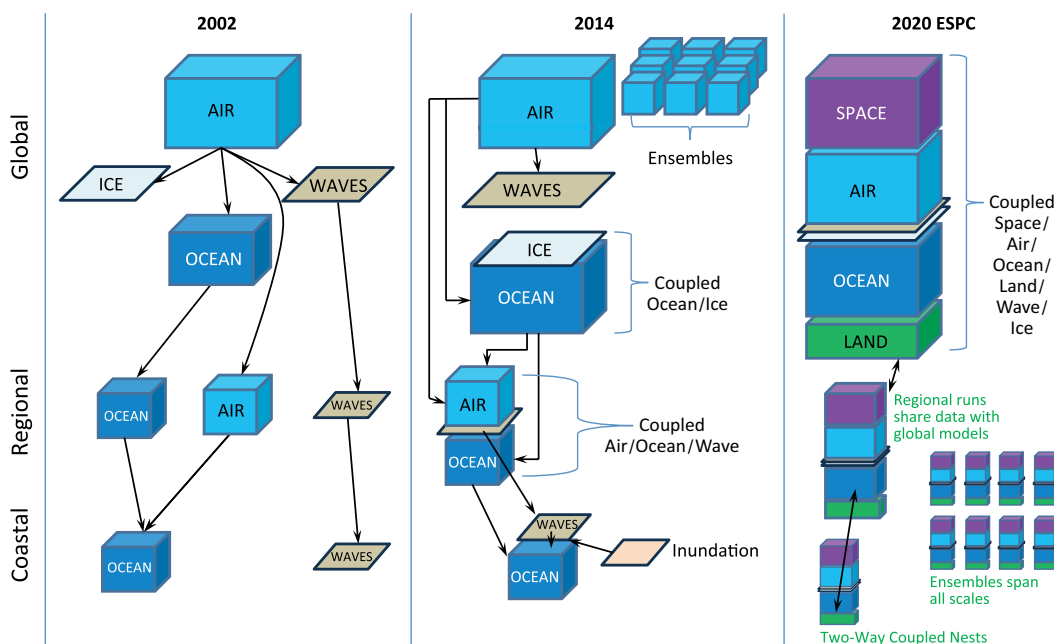 2002
2014
2020 ESPC
Global
Regional
Coastal
AIR
ICE
WAVES
OCEAN
OCEAN
AIR
WAVES
OCEAN
WAVES
AIR
Ensembles
WAVES
ICE
OCEAN
Coupled
Ocean/Ice
AIR
OCEAN
Coupled
Air/Ocean/Wave
WAVES
OCEAN
Inundation
SPACE
AIR
OCEAN
LAND
Coupled
Space/
Air/
Ocean/
Land/
Wave/
Ice
Regional runs
share data with
global models
Ensembles span
all scales
Two-Way Coupled Nests